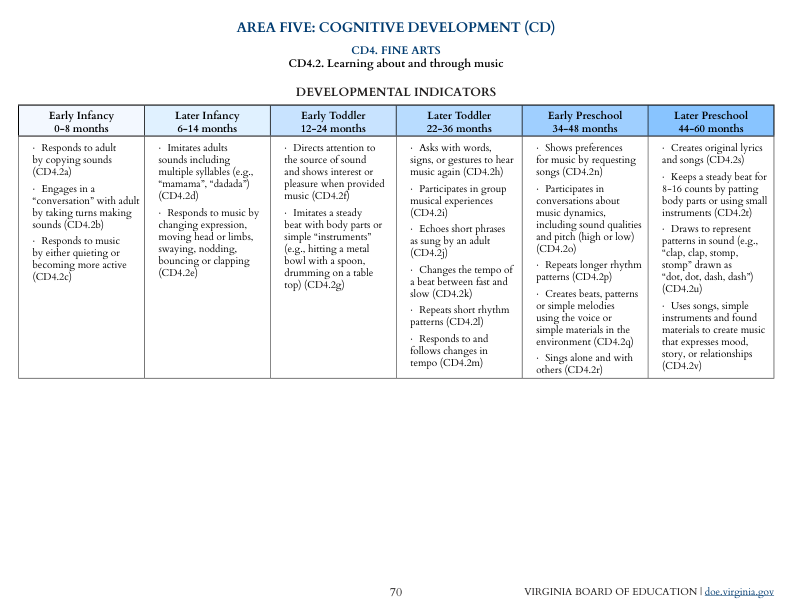 AREA FIVE: COGNITIVE DEVELOPMENT (CD)
CD4. FINE ARTS
CD4.2. Learning about and through music
DEVELOPMENTAL INDICATORS
Early Infancy
0–8 months
· Responds to adult
by copying sounds
(CD4.2a)
· Engages in a
“conversation” with adult
by taking turns making
sounds (CD4.2b)
· Responds to music
by either quieting or
becoming more active
(CD4.2c)
Later Infancy
6–14 months
· Imitates adults
sounds including
multiple syllables (e.g.,
“mamama”, “dadada”)
(CD4.2d)
· Responds to music by
changing expression,
moving head or limbs,
swaying, nodding,
bouncing or clapping
(CD4.2e)
Early Toddler
12–24 months
· Directs attention to
the source of sound
and shows interest or
pleasure when provided
music (CD4.2f)
· Imitates a steady
beat with body parts or
simple “instruments”
(e.g., hitting a metal
bowl with a spoon,
drumming on a table
top) (CD4.2g)
Later Toddler
22–36 months
· Asks with words,
signs, or gestures to hear
music again (CD4.2h)
· Participates in group
musical experiences
(CD4.2i)
· Echoes short phrases
as sung by an adult
(CD4.2j)
· Changes the tempo of
a beat between fast and
slow (CD4.2k)
· Repeats short rhythm
patterns (CD4.2l)
· Responds to and
follows changes in
tempo (CD4.2m)
Early Preschool
34–48 months
· Shows preferences
for music by requesting
songs (CD4.2n)
· Participates in
conversations about
music dynamics,
including sound qualities
and pitch (high or low)
(CD4.2o)
· Repeats longer rhythm
patterns (CD4.2p)
· Creates beats, patterns
or simple melodies
using the voice or
simple materials in the
environment (CD4.2q)
· Sings alone and with
others (CD4.2r)
Later Preschool
44–60 months
· Creates original lyrics
and songs (CD4.2s)
· Keeps a steady beat for
8-16 counts by patting
body parts or using small
instruments (CD4.2t)
· Draws to represent
patterns in sound (e.g.,
“clap, clap, stomp,
stomp” drawn as
“dot, dot, dash, dash”)
(CD4.2u)
· Uses songs, simple
instruments and found
materials to create music
that expresses mood,
story, or relationships
(CD4.2v)
70
VIRGINIA BOARD OF EDUCATION | doe.virginia.gov